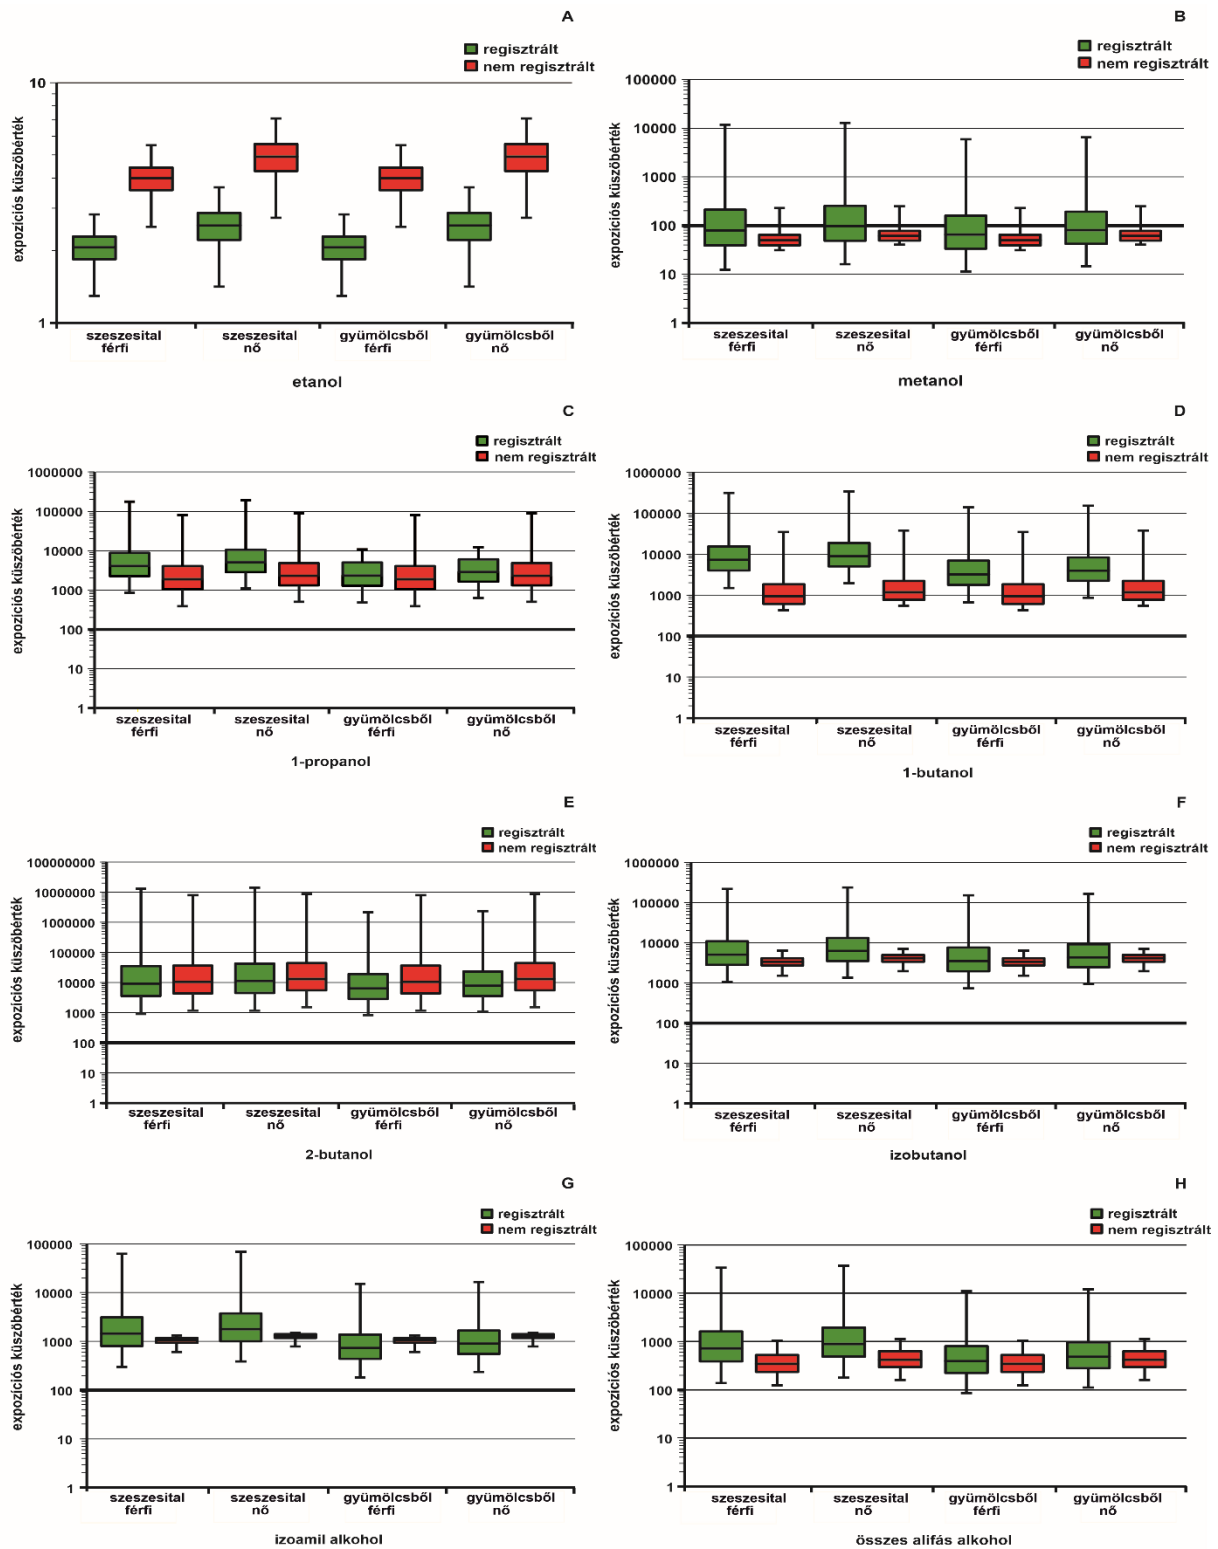 A
regisztrált
nem regisztrált
expozíciós küszöbérték
10
1
szeszesital férfi
szeszesital nő
gyümölcsből férfi
gyümölcsből nő
etanol
B
regisztrált
nem regisztrált
expozíciós küszöbérték
100000
10000
1000
100
10
1
szeszesital férfi
szeszesital nő
gyümölcsből férfi
gyümölcsből nő
metanol
C
regisztrált
nem regisztrált
expozíciós küszöbérték
1000000
100000
10000
1000
100
10
1
szeszesital férfi
szeszesital nő
gyümölcsből férfi
gyümölcsből nő
1-propanol
D
regisztrált
nem regisztrált
expozíciós küszöbérték
1000000
100000
10000
1000
100
10
1
szeszesital férfi
szeszesital nő
gyümölcsből férfi
gyümölcsből nő
1-butanol
E
regisztrált
nem regisztrált
expozíciós küszöbérték
100000000
10000000
1000000
100000
10000
1000
100
10
1
szeszesital férfi
szeszesital nő
gyümölcsből férfi
gyümölcsből nő
2-butanol
F
regisztrált
nem regisztrált
expozíciós küszöbérték
1000000
100000
10000
1000
100
10
1
szeszesital férfi
szeszesital nő
gyümölcsből férfi
gyümölcsből nő
izobutanol
G
regisztrált
nem regisztrált
expozíciós küszöbérték
100000
10000
1000
100
10
1
szeszesital férfi
szeszesital nő
gyümölcsből férfi
gyümölcsből nő
izoamil alkohol
H
regisztrált
nem regisztrált
expozíciós küszöbérték
100000
10000
1000
100
10
1
szeszesital férfi
szeszesital nő
gyümölcsből férfi
gyümölcsből nő
összes alifás alkohol